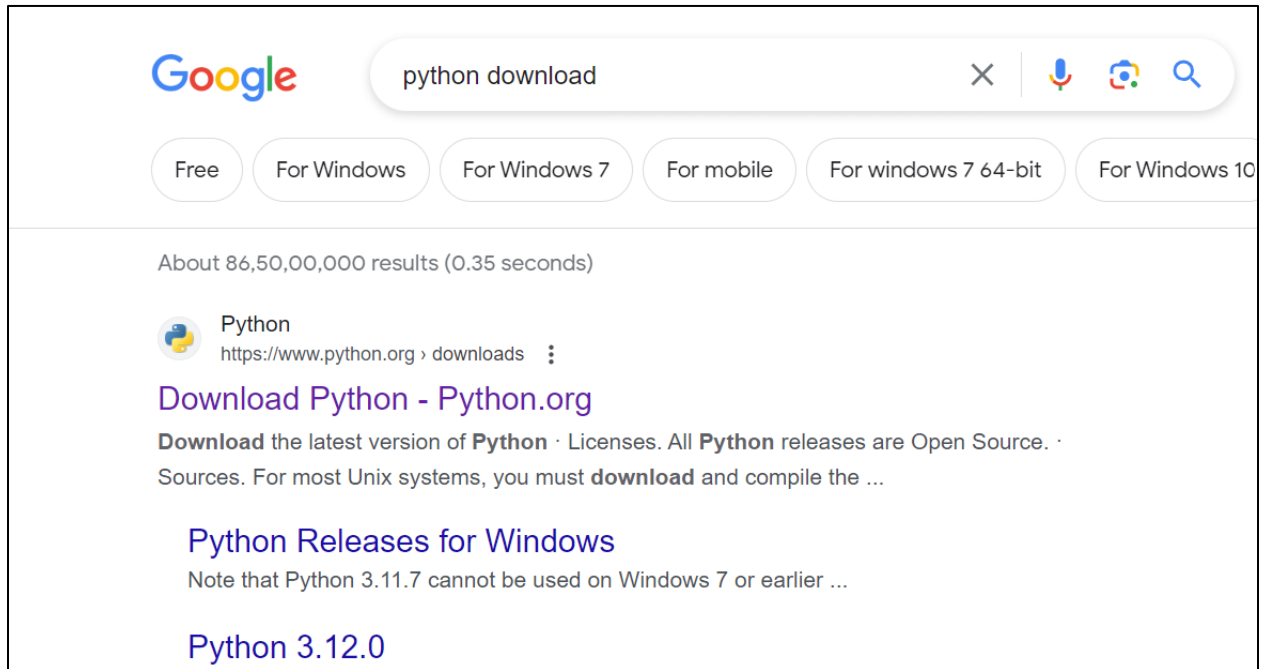 Google
python download
Free For Windows For Windows 7 For mobile For windows 7 64-bit For Windows 10
About 86,50,00,000 results (0.35 seconds)
Python
https://www.python.org › downloads
Download Python - Python.org
Download the latest version of Python · Licenses. All Python releases are Open Source. ·
Sources. For most Unix systems, you must download and compile the ...
Python Releases for Windows
Note that Python 3.11.7 cannot be used on Windows 7 or earlier ...
Python 3.12.0